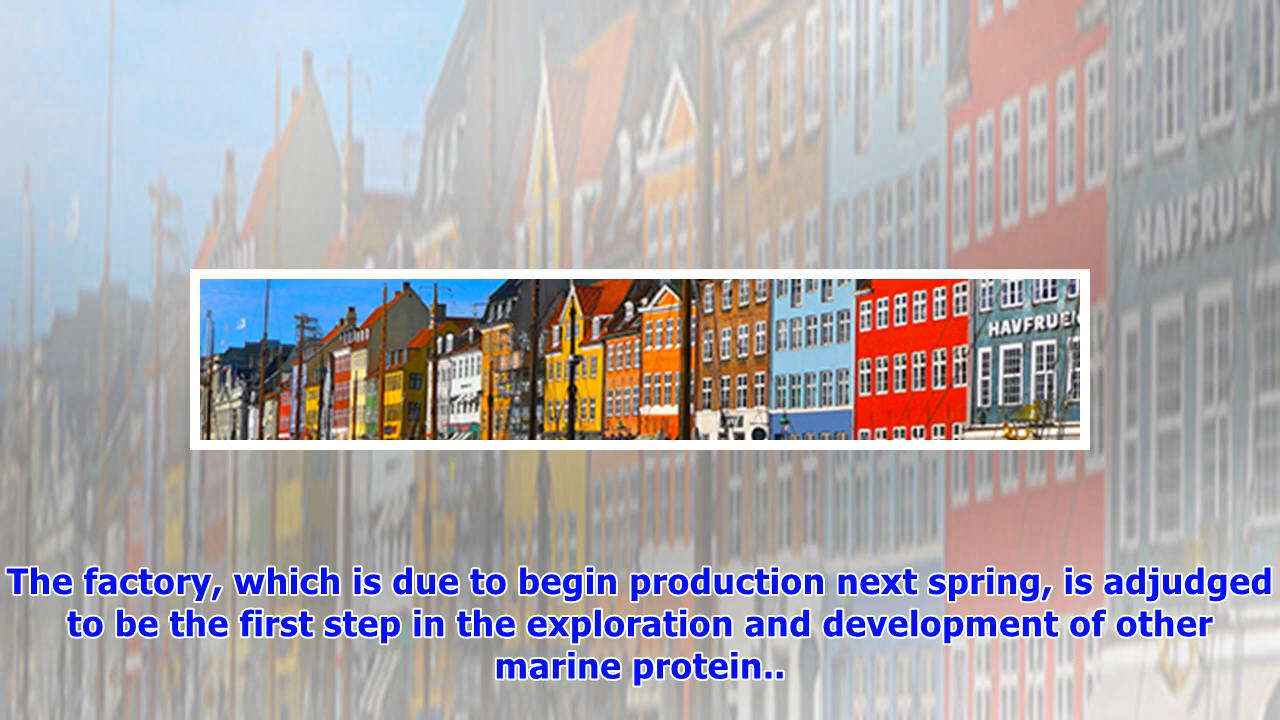 HAVFRUEN
HAVFRUEN
The factory, which is due to begin production next spring, is adjudged
to be the first step in the exploration and development of other
marine protein..